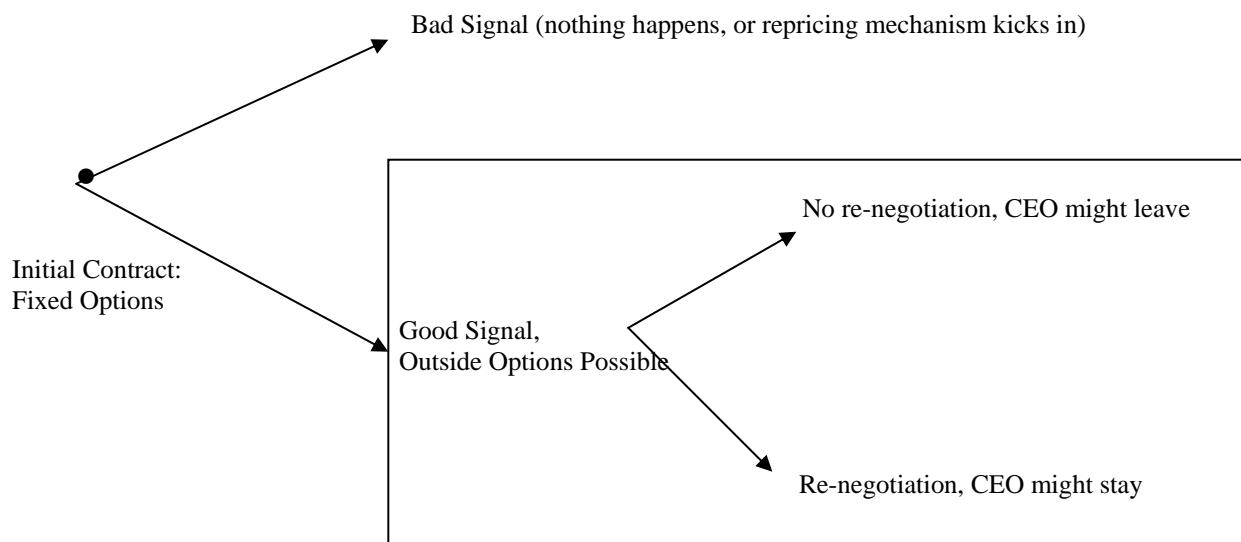 Bad Signal (nothing happens, or repricing mechanism kicks in)
No re-negotiation, CEO might leave
Initial Contract:
Fixed Options
Good Signal,
Outside Options Possible
Re-negotiation, CEO might stay